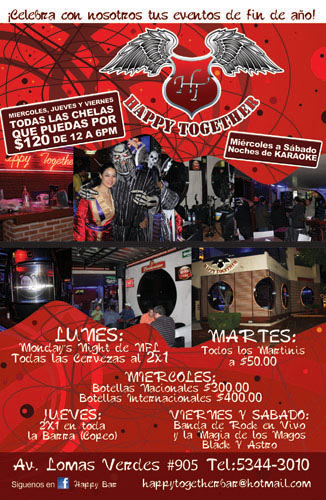 ¡Celebra con nosotros tus eventos de fin de año!
HT
HAPPY TOGETHER
MIERCOLES, JUEVES Y VIERNES
TODAS LAS CHELAS
QUE PUEDAS POR
$120 DE 12 A 6PM
Miércoles a Sábado
Noches de KARAOKE
Happy Together
LUNES:
Monday's Night de NFL
Todas las Cervezas al 2x1
MARTES:
Todos los Martinis
a $50.00
MIERCOLES:
Botellas Nacionales $300.00
Botellas Internacionales $400.00
JUEVES:
2X1 en toda
la Barra (Copeo)
VIERNES Y SABADO:
Banda de Rock en Vivo
y la Magia de los Magos
Black Y Astro
Av. Lomas Verdes #905 Tel:5344-3010
Siguenos en f Happy Bar
happytogetherbar@hotmail.com